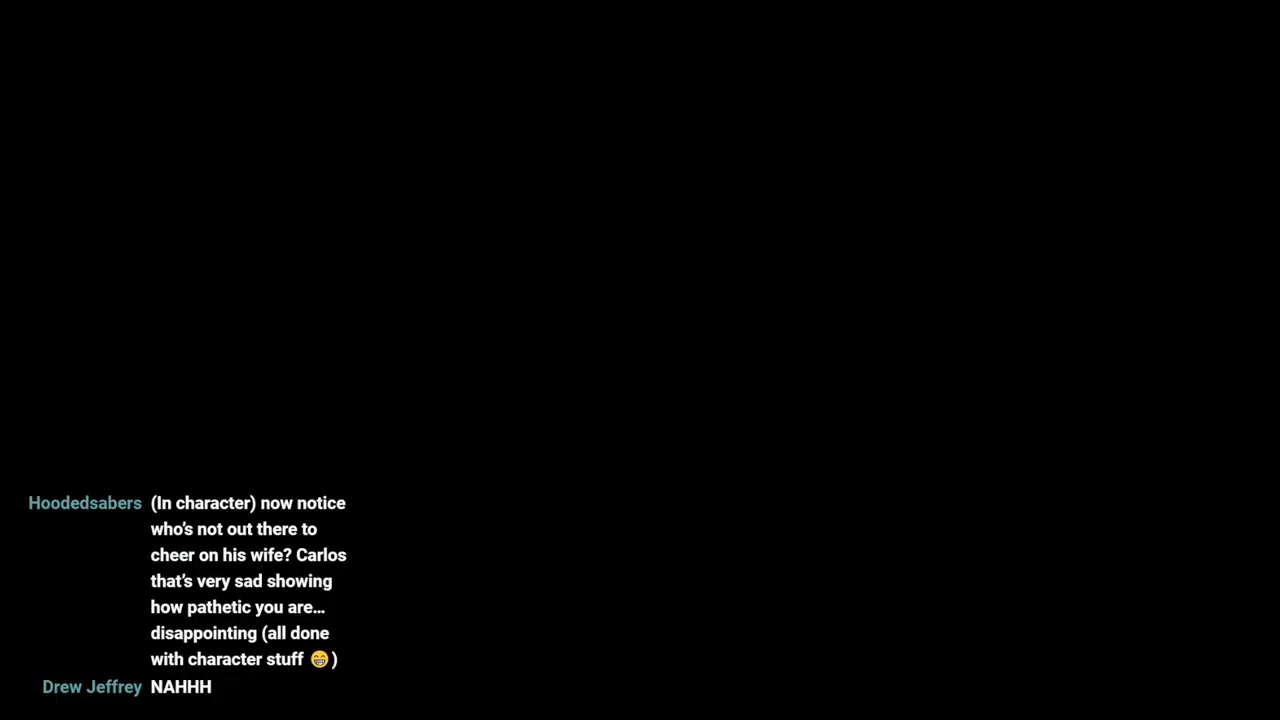 Hoodedsabers (In character) now notice
who’s not out there to
cheer on his wife? Carlos
that’s very sad showing
how pathetic you are…
disappointing (all done
with character stuff 😁)
Drew Jeffrey NAHHH